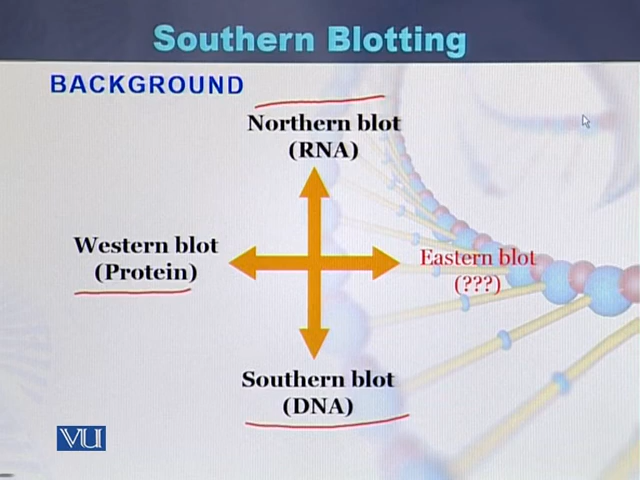 Southern Blotting
BACKGROUND
Northern blot
(RNA)
Western blot
(Protein)
Eastern blot
(???)
Southern blot
(DNA)
VU